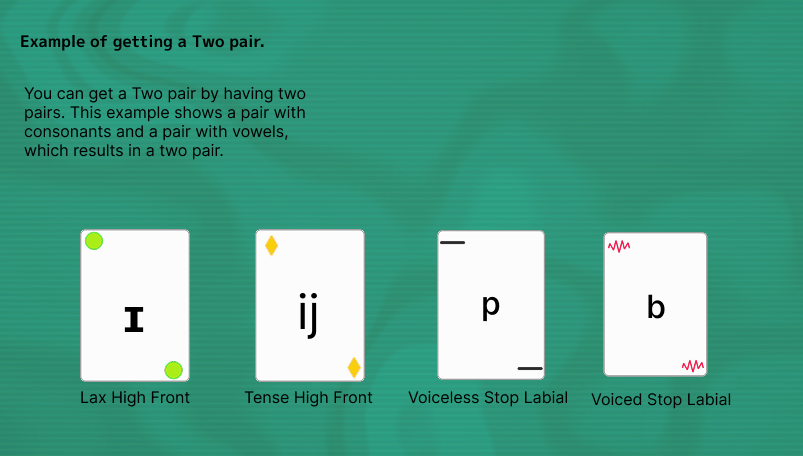 Example of getting a Two pair.
You can get a Two pair by having two
pairs. This example shows a pair with
consonants and a pair with vowels,
which results in a two pair.
ɪ
ij
p
b
Lax High Front
Tense High Front
Voiceless Stop Labial
Voiced Stop Labial